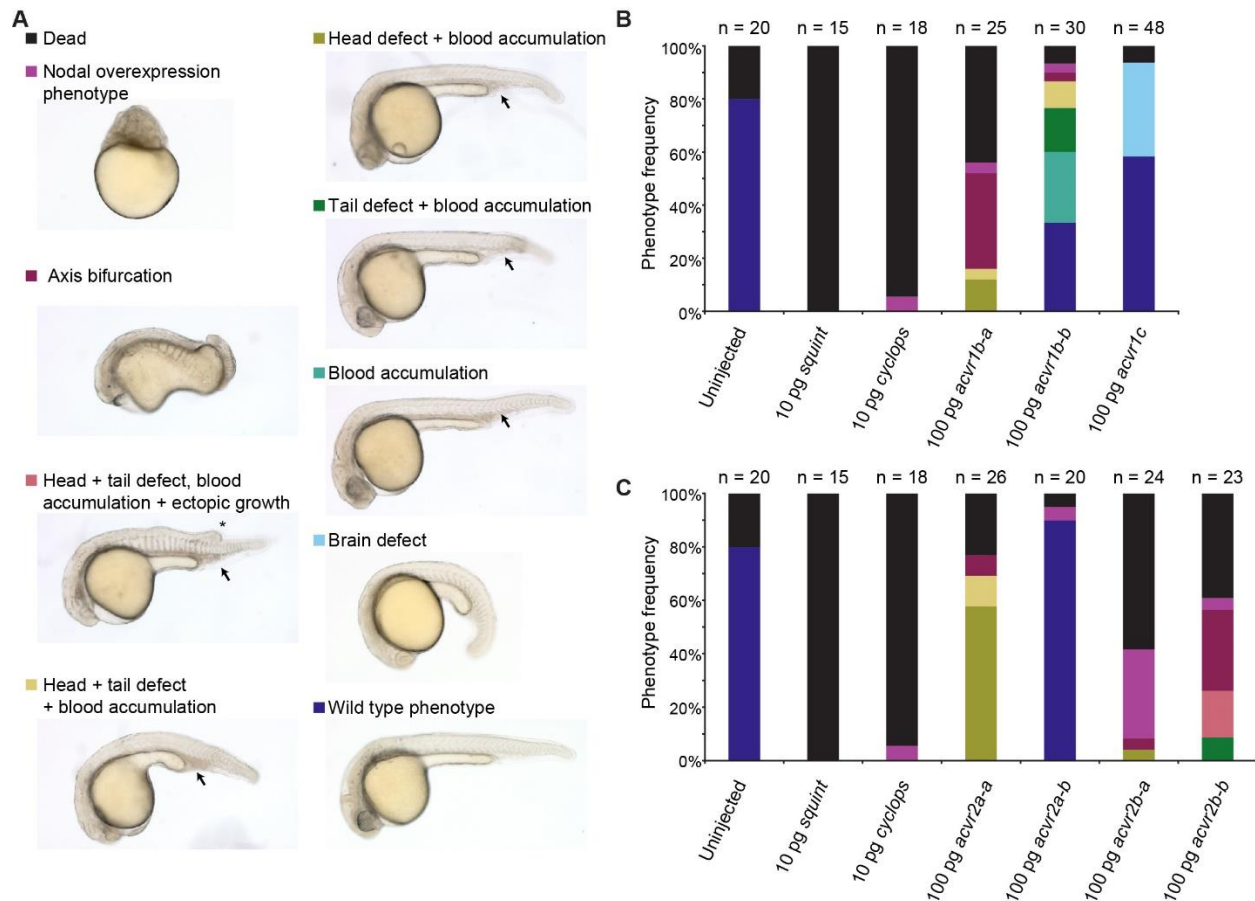 A
Dead
Nodal overexpression
phenotype
Axis bifurcation
Head + tail defect, blood
accumulation + ectopic growth
*
Head + tail defect
+ blood accumulation
Head defect + blood accumulation
Tail defect + blood accumulation
Blood accumulation
Brain defect
Wild type phenotype
B
n = 20 n = 15 n = 18 n = 25 n = 30 n = 48
Phenotype frequency
100%
80%
60%
40%
20%
0%
Uninjected
10 pg squint
10 pg cyclops
100 pg acvr1b-a
100 pg acvr1b-b
100 pg acvr1c
C
n = 20 n = 15 n = 18 n = 26 n = 20 n = 24 n = 23
Phenotype frequency
100%
80%
60%
40%
20%
0%
Uninjected
10 pg squint
10 pg cyclops
100 pg acvr2a-a
100 pg acvr2a-b
100 pg acvr2b-a
100 pg acvr2b-b